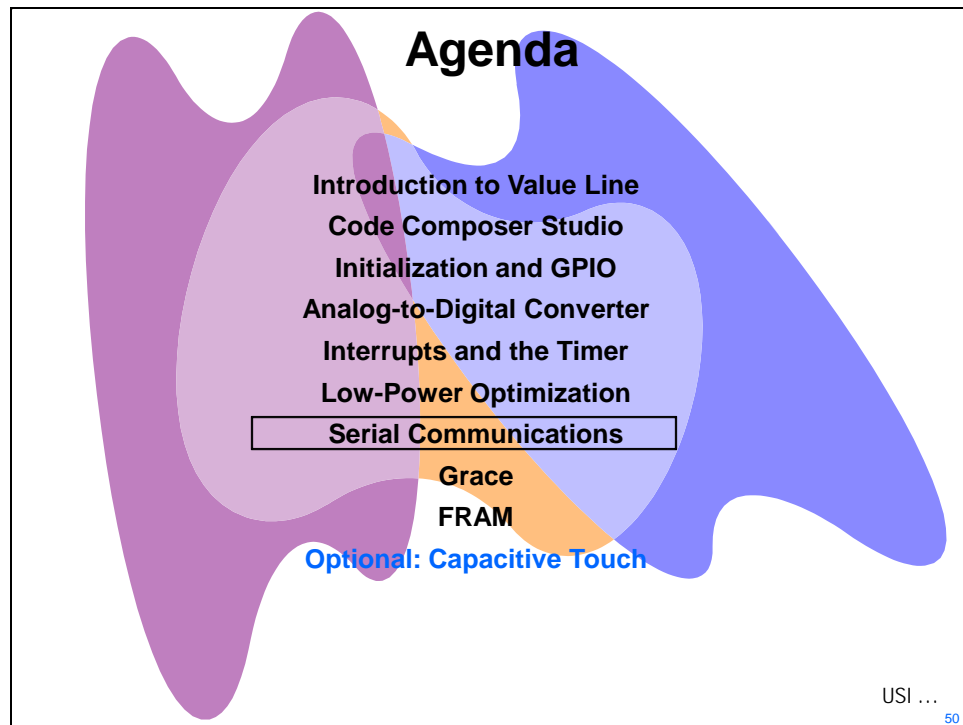 Agenda
Introduction to Value Line
Code Composer Studio
Initialization and GPIO
Analog-to-Digital Converter
Interrupts and the Timer
Low-Power Optimization
Serial Communications
Grace
FRAM
Optional: Capacitive Touch
USI …
50